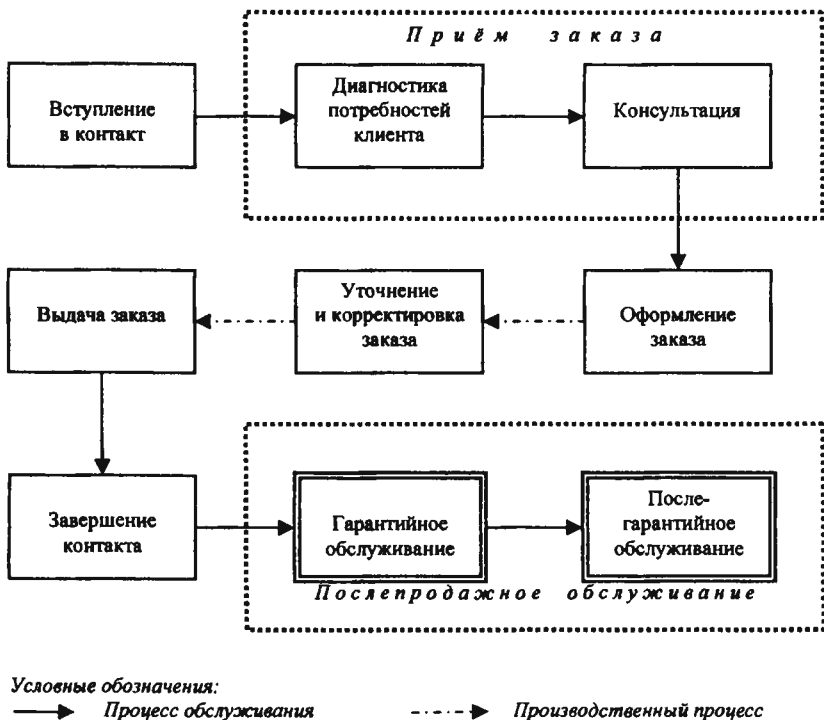 Приём заказа
Вступление
в контакт
Диагностика
потребностей
клиента
Консультация
Выдача заказа
Уточнение
и корректировка
заказа
Оформление
заказа
Завершение
контакта
Гарантийное
обслуживание
После-
гарантийное
обслуживание
Послепродажное обслуживание
Условные обозначения:
Процесс обслуживания
Производственный процесс